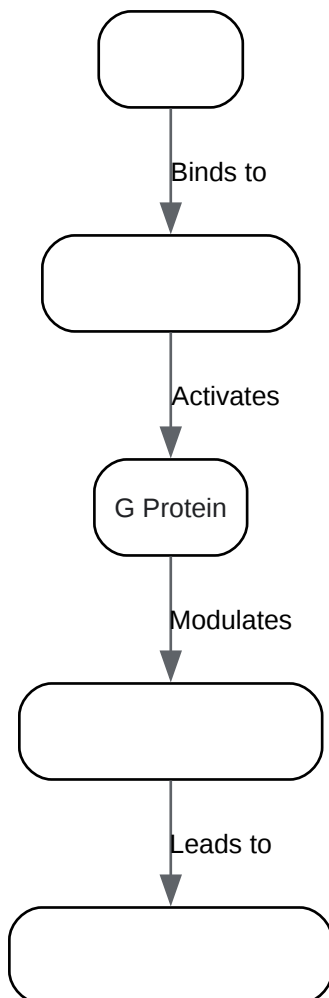 Binds to
Activates
G Protein
Modulates
Leads to